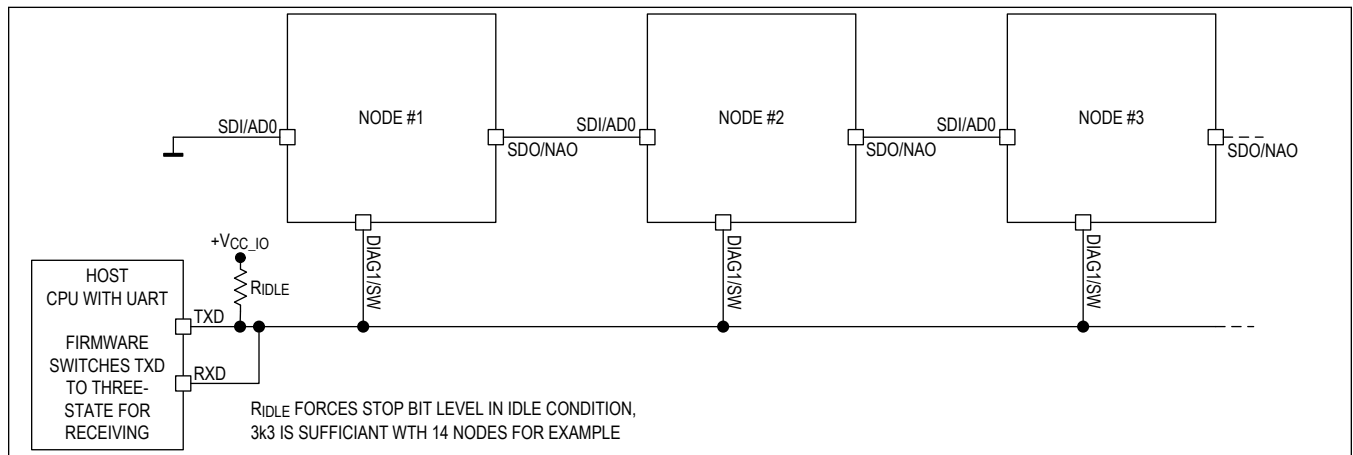 NODE #1
NODE #2
NODE #3
SDI/AD0
SDO/NAO
SDI/AD0
SDO/NAO
SDI/AD0
SDO/NAO
DIAG1/SW
DIAG1/SW
DIAG1/SW
+VCC_IO
RIDLE
HOST
CPU WITH UART
TXD
FIRMWARE
SWITCHES TXD
TO THREE-
STATE FOR
RECEIVING
RXD
RIDLE FORCES STOP BIT LEVEL IN IDLE CONDITION,
3k3 IS SUFFICIANT WTH 14 NODES FOR EXAMPLE